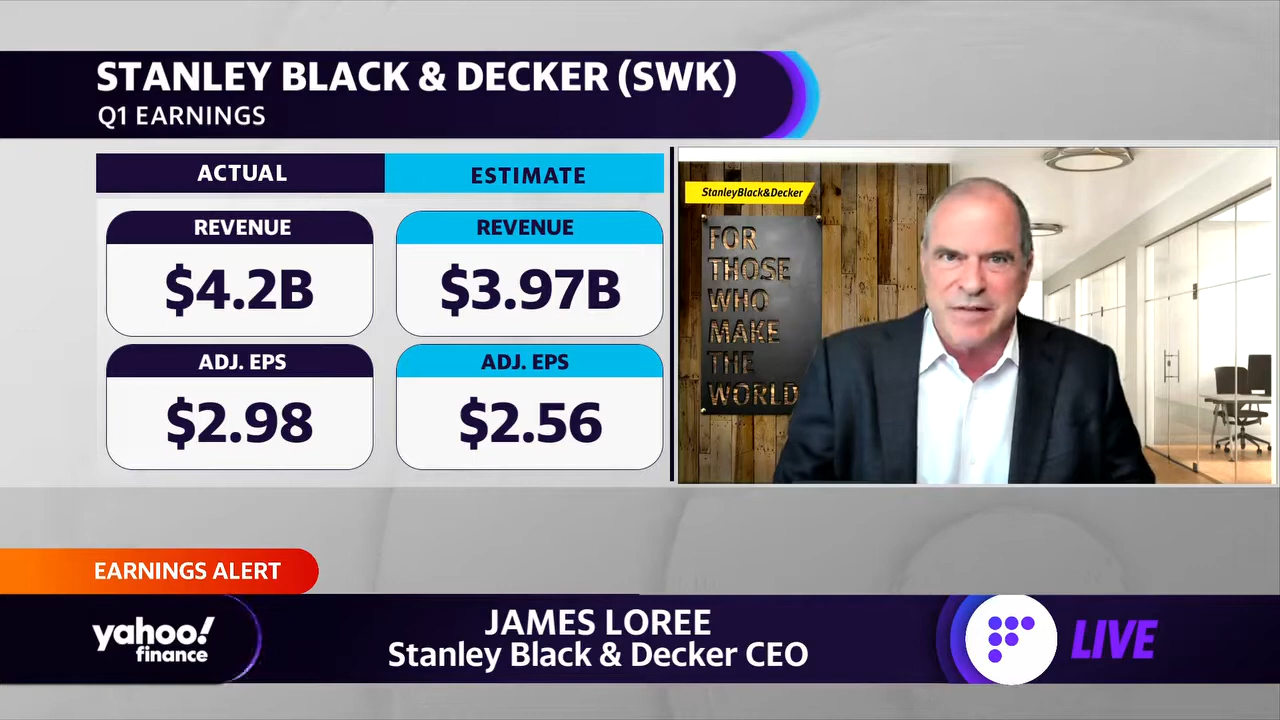 STANLEY BLACK & DECKER (SWK)
Q1 EARNINGS
ACTUAL
ESTIMATE
REVENUE
$4.2B
REVENUE
$3.97B
ADJ. EPS
$2.98
ADJ. EPS
$2.56
StanleyBlack&Decker
FOR
THOSE
WHO
MAKE
THE
WORLD
EARNINGS ALERT
yahoo!
finance
JAMES LOREE
Stanley Black & Decker CEO
LIVE